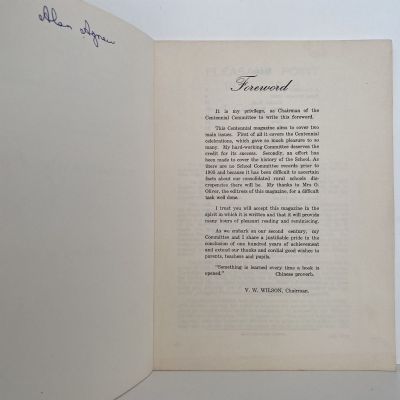 Alan Agnew
Foreword
It is my privilege, as Chairman of the
Centennial Committee to write this foreword.
This Centennial magazine aims to cover two
main issues. First of all it covers the Centennial
celebrations, which gave so much pleasure to so
many. My hard-working Committee deserves the
credit for its success. Secondly, an effort has
been made to cover the history of the School. As
there are no School Committee records prior to
1905 and because it has been difficult to ascertain
facts about our consolidated rural schools dis-
crepencies there will be. My thanks to Mrs O.
Oliver, the editress of this magazine, for a difficult
task well done.
I trust you will accept this magazine in the
spirit in which it is written and that it will provide
many hours of pleasant reading and reminiscing.
As we embark on our second century, my
Committee and I share a justifiable pride in the
conclusion of one hundred years of achievement
and extend our thanks and cordial good wishes to
parents, teachers and pupils.
"Something is learned every time a book is
opened." Chinese proverb.
V. W. WILSON, Chairman.